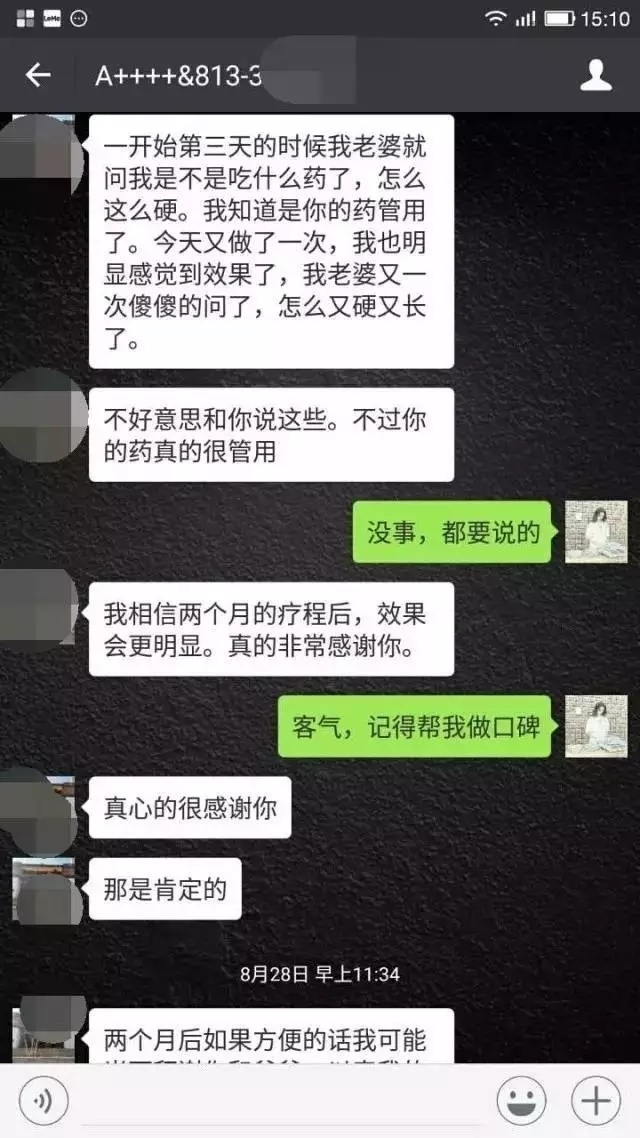 15:10
A++++&813-3
一开始第三天的时候我老婆就
问我是不是吃什么药了，怎么
这么硬。我知道是你的药管用
了。今天又做了一次，我也明
显感觉到效果了，我老婆又一
次傻傻的问了，怎么又硬又长
了。
不好意思和你说这些。不过你
的药真的很管用
没事，都要说的
我相信两个月的疗程后，效果
会更明显。真的非常感谢你。
客气，记得帮我做口碑
真心的很感谢你
那是肯定的
8月28日 早上11:34
两个月后如果方便的话我可能